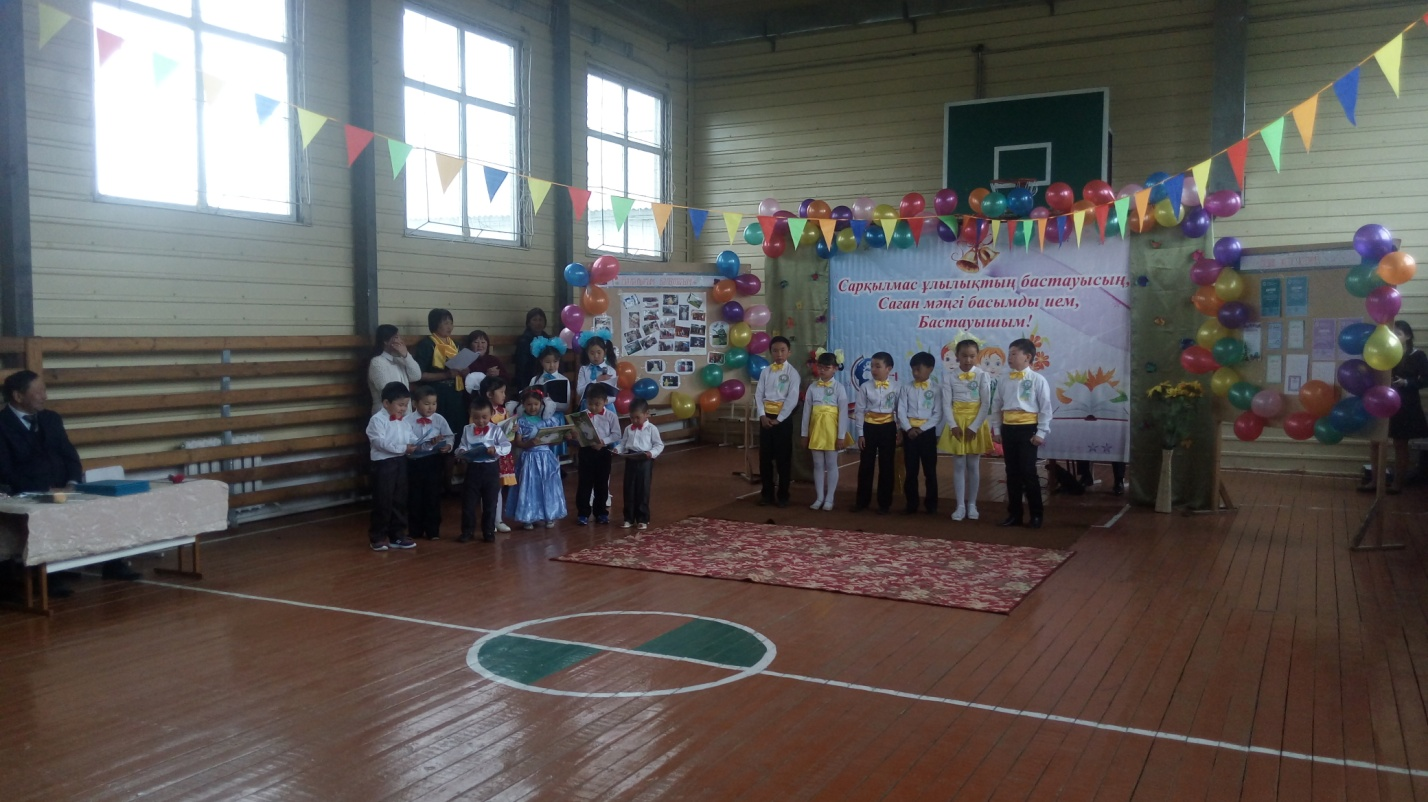 Сарқылмас ұлылықтың бастауысың,
Саған мәңгі басымды ием,
Бастауышым!